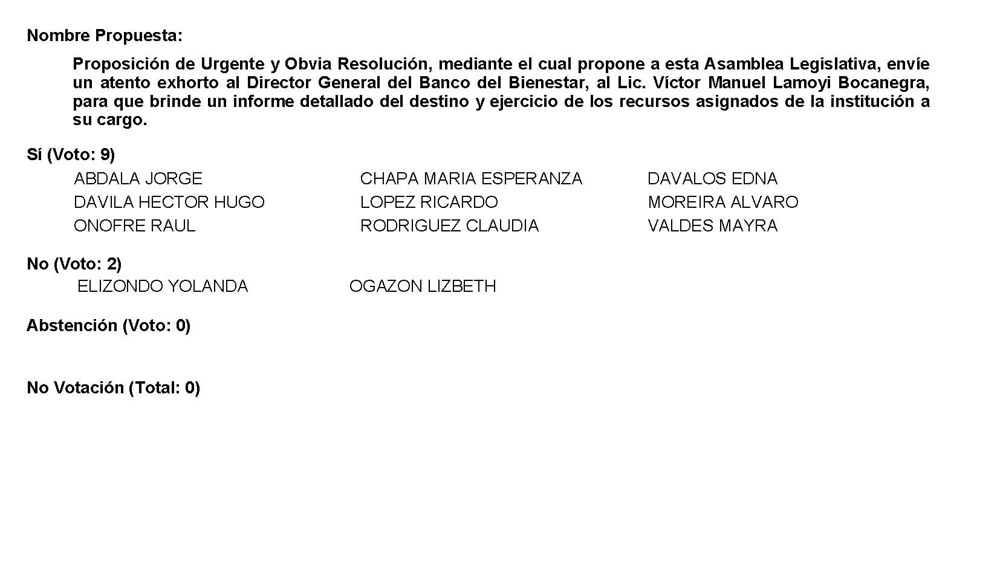 Nombre Propuesta:
Proposición de Urgente y Obvia Resolución, mediante el cual propone a esta Asamblea Legislativa, envíe
un atento exhorto al Director General del Banco del Bienestar, al Lic. Víctor Manuel Lamoyi Bocanegra,
para que brinde un informe detallado del destino y ejercicio de los recursos asignados de la institución a
su cargo.
Sí (Voto: 9)
ABDALA JORGE CHAPA MARIA ESPERANZA DAVALOS EDNA
DAVILA HECTOR HUGO LOPEZ RICARDO MOREIRA ALVARO
ONOFRE RAUL RODRIGUEZ CLAUDIA VALDES MAYRA
No (Voto: 2)
ELIZONDO YOLANDA OGAZON LIZBETH
Abstención (Voto: 0)
No Votación (Total: 0)